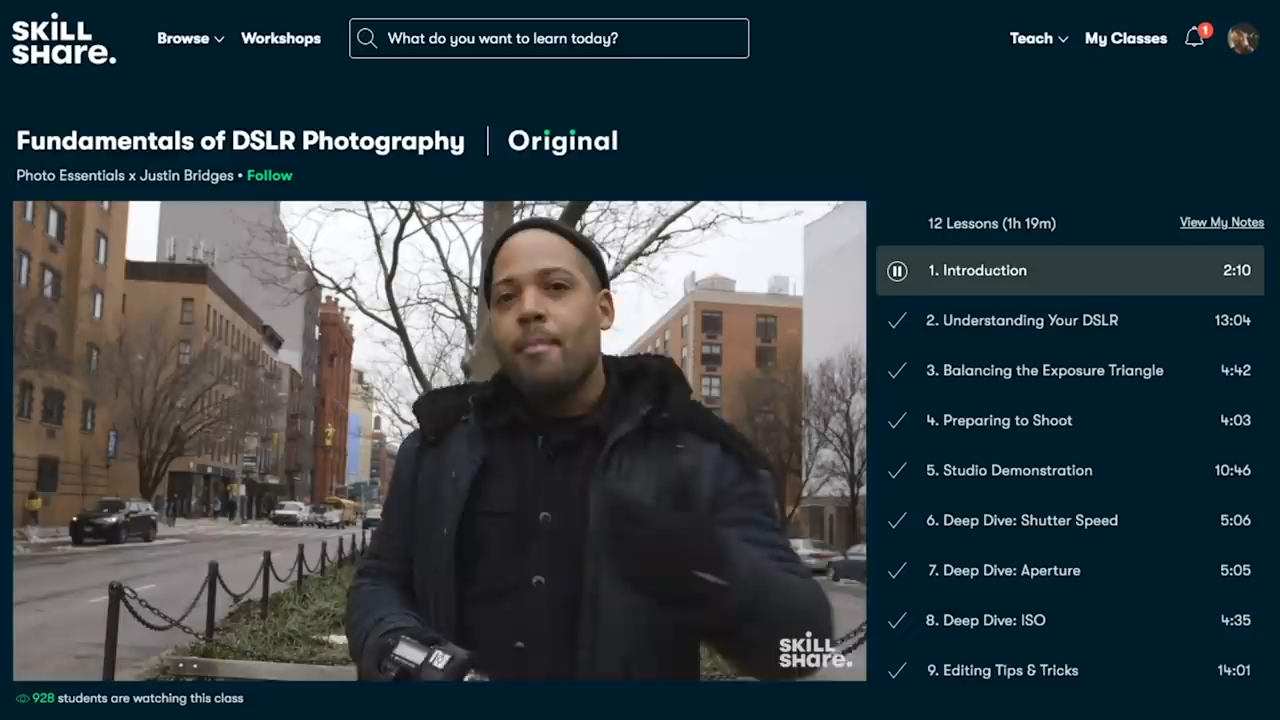 SKILL
SHare.
Browse
Workshops
What do you want to learn today?
Teach
My Classes
1
Fundamentals of DSLR Photography | Original
Photo Essentials x Justin Bridges • Follow
12 Lessons (1h 19m)
View My Notes
1. Introduction 2:10
2. Understanding Your DSLR 13:04
3. Balancing the Exposure Triangle 4:42
4. Preparing to Shoot 4:03
5. Studio Demonstration 10:46
6. Deep Dive: Shutter Speed 5:06
7. Deep Dive: Aperture 5:05
8. Deep Dive: ISO 4:35
9. Editing Tips & Tricks 14:01
SKILL
SHare.
928 students are watching this class